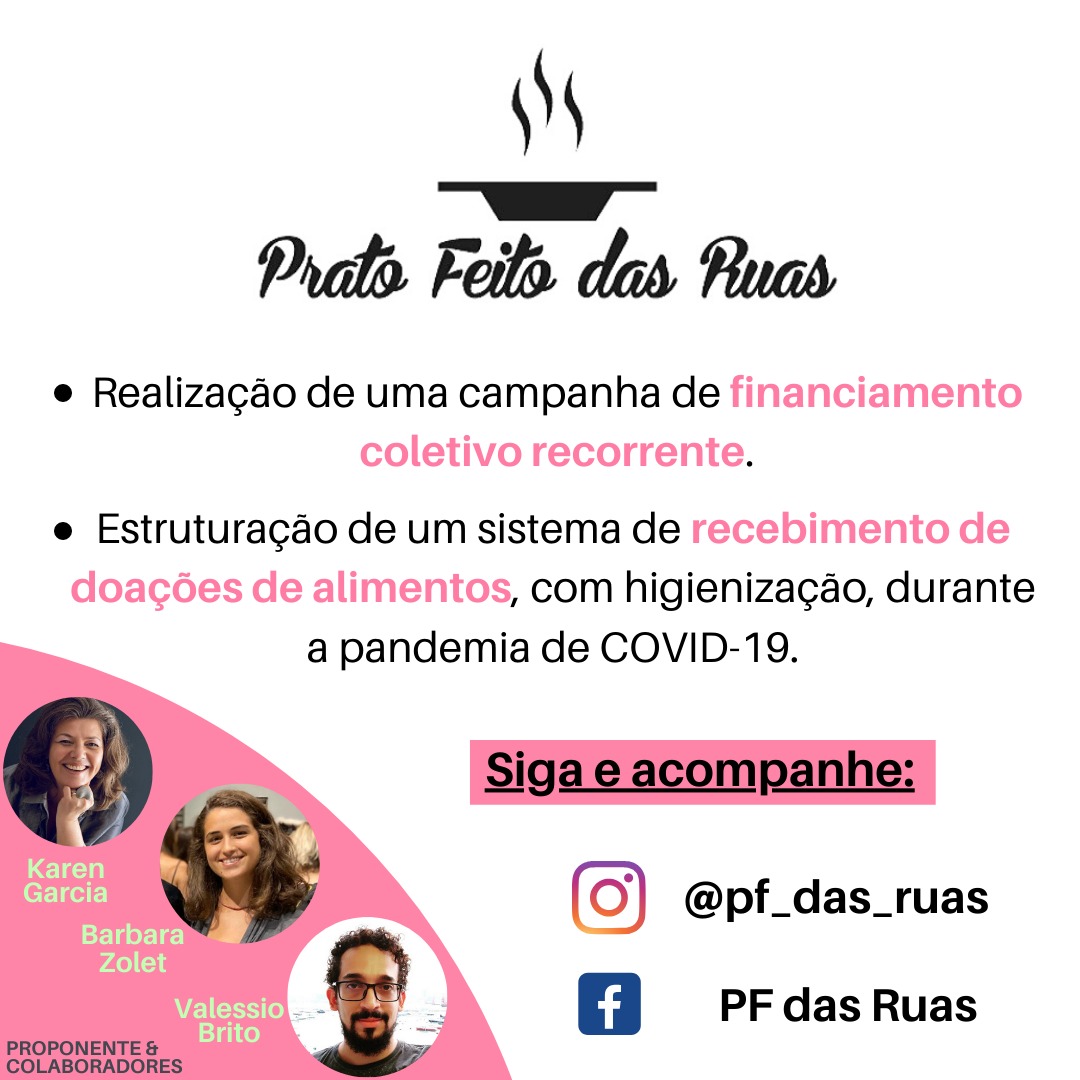 Prato Feito das Ruas
• Realização de uma campanha de financiamento
coletivo recorrente.
• Estruturação de um sistema de recebimento de
doações de alimentos, com higienização, durante
a pandemia de COVID-19.
Siga e acompanhe:
@pf_das_ruas
PF das Ruas
Karen
Garcia
Barbara
Zolet
Valessio
Brito
PROPONENTE &
COLABORADORES